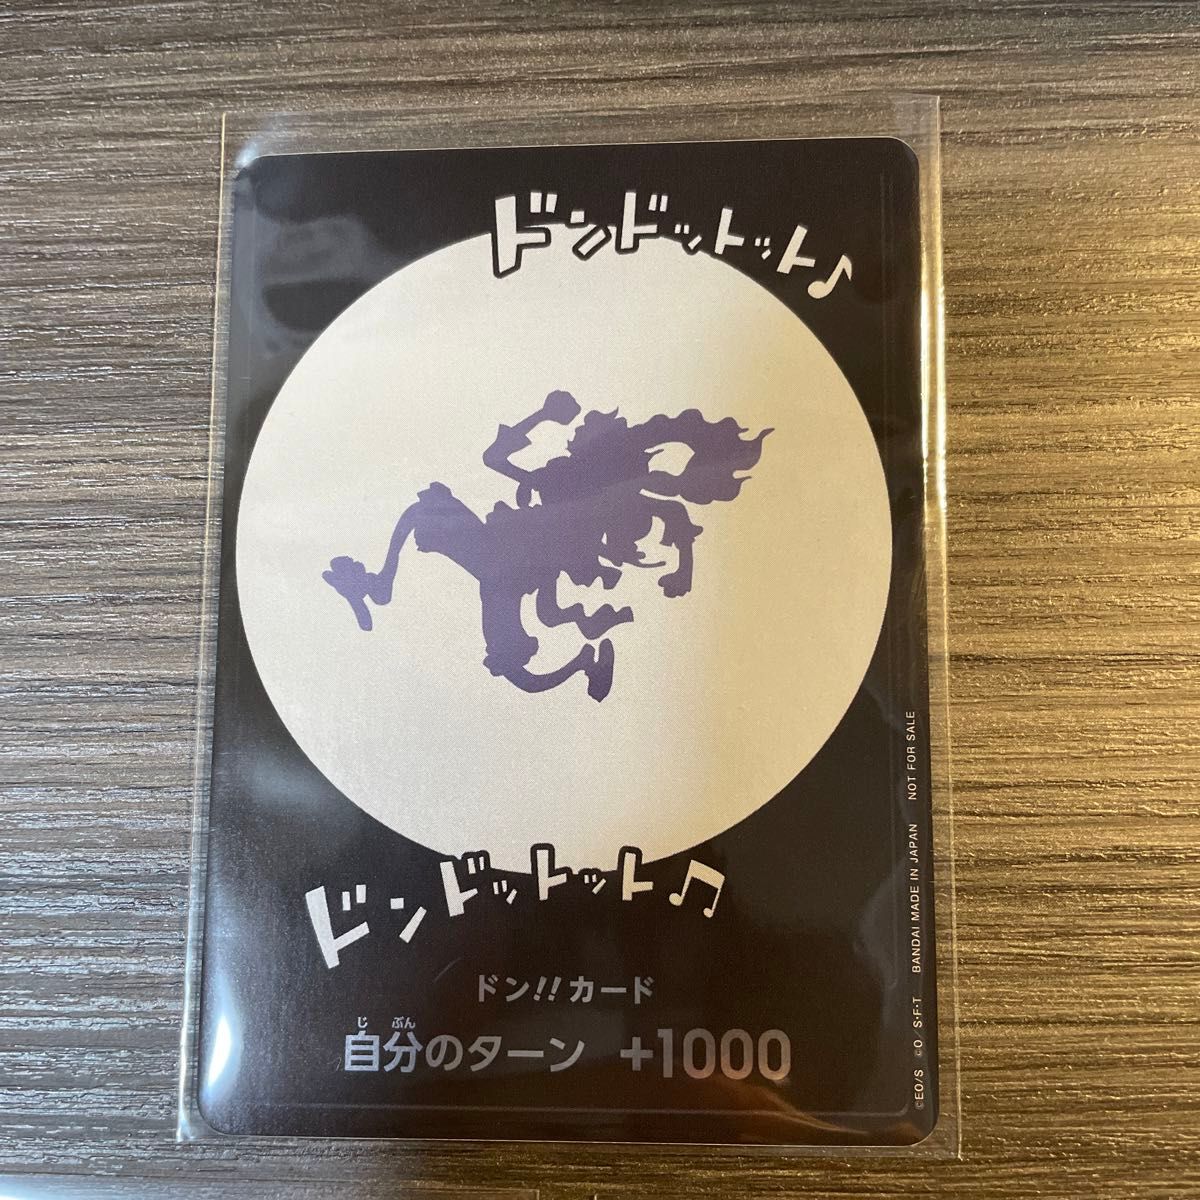 ドンドットット♪
ドンドットット♫
ドン!!カード
じ ぶん
自分のターン +1000
©EO/S ©O／S･F･T BANDAI MADE IN JAPAN NOT FOR SALE